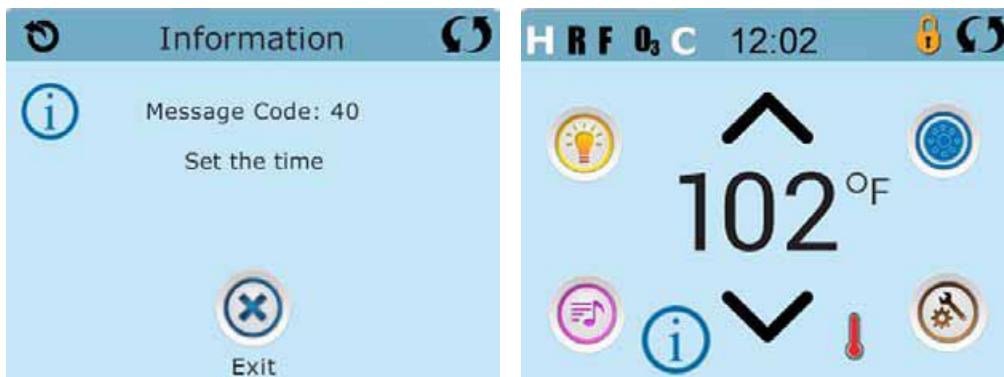 Information
Message Code: 40
Set the time
Exit
H R F O₃ C 12:02
102 °F